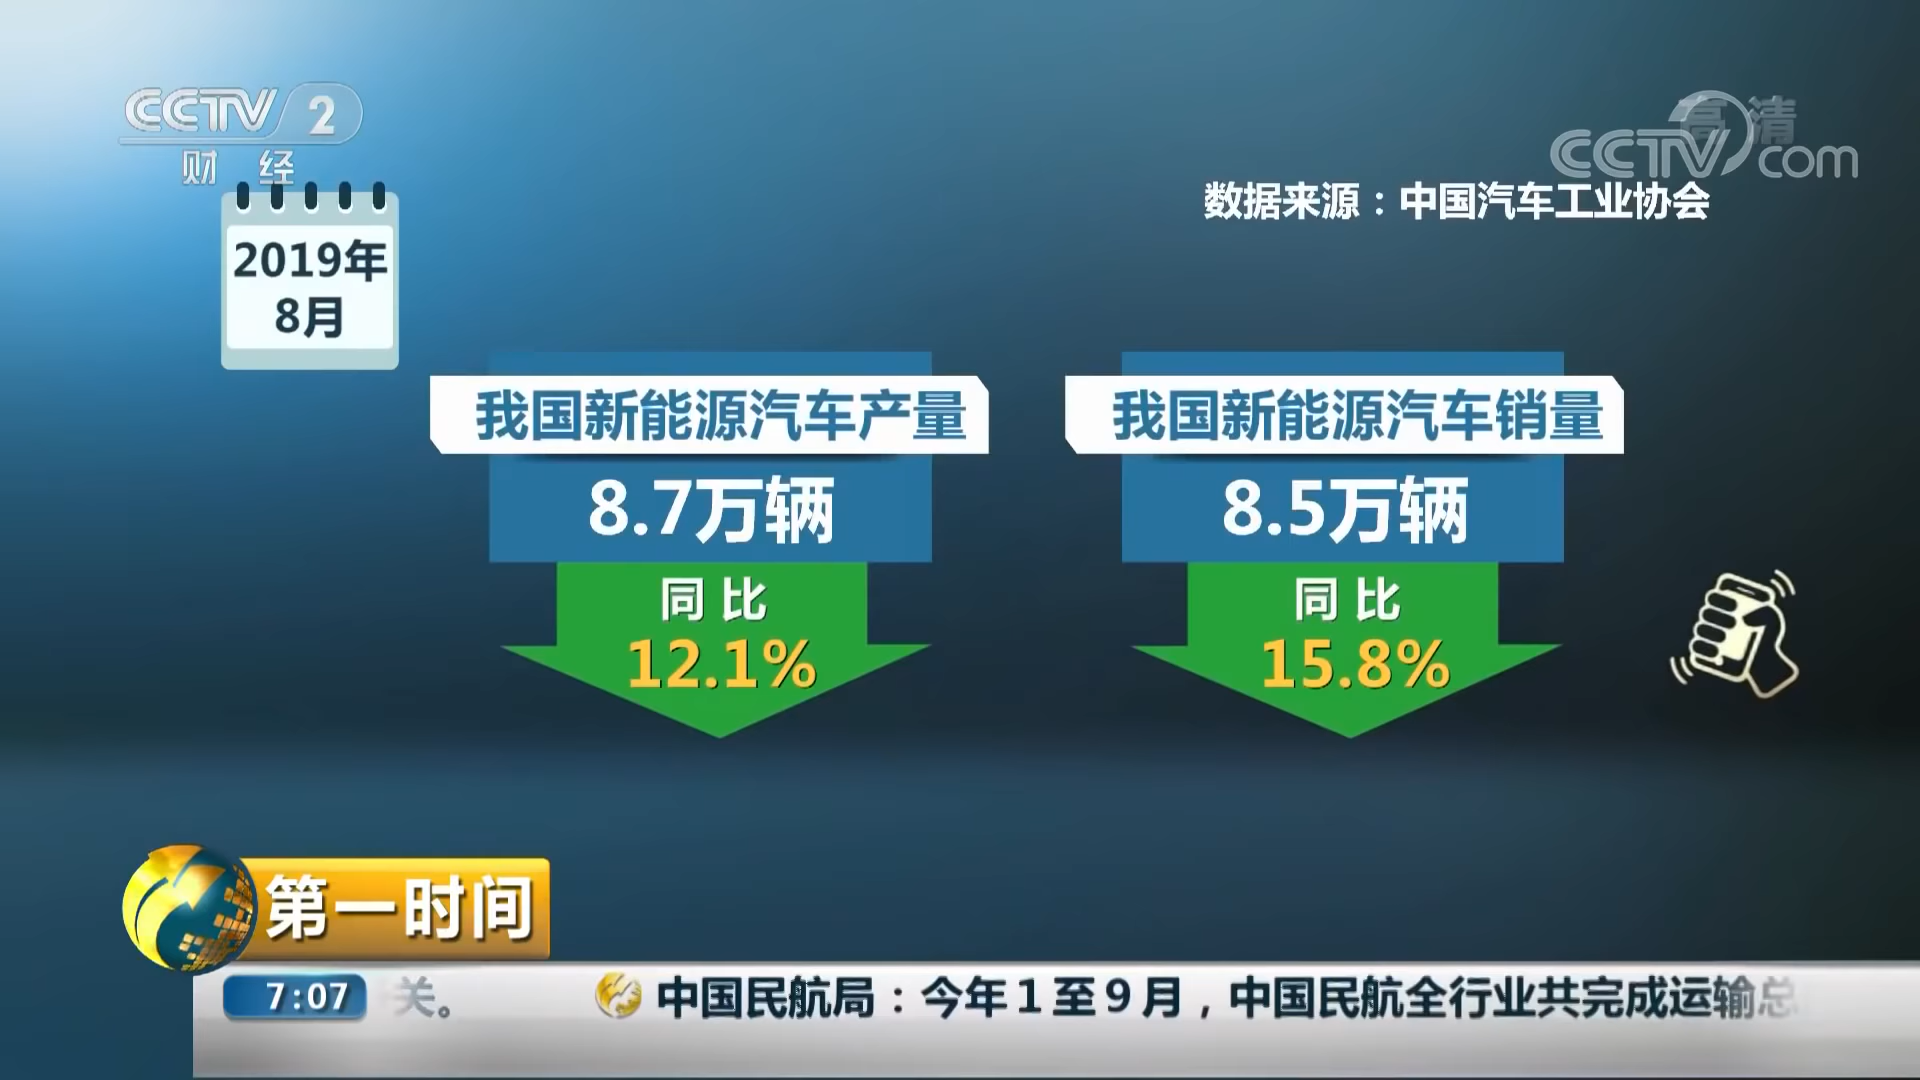 CCTV 2
财 经
高清
CCTV.com
数据来源：中国汽车工业协会
2019年
8月
我国新能源汽车产量
8.7万辆
同比
12.1%
我国新能源汽车销量
8.5万辆
同比
15.8%
第一时间
7:07
关。
中国民航局：今年1至9月，中国民航全行业共完成运输总